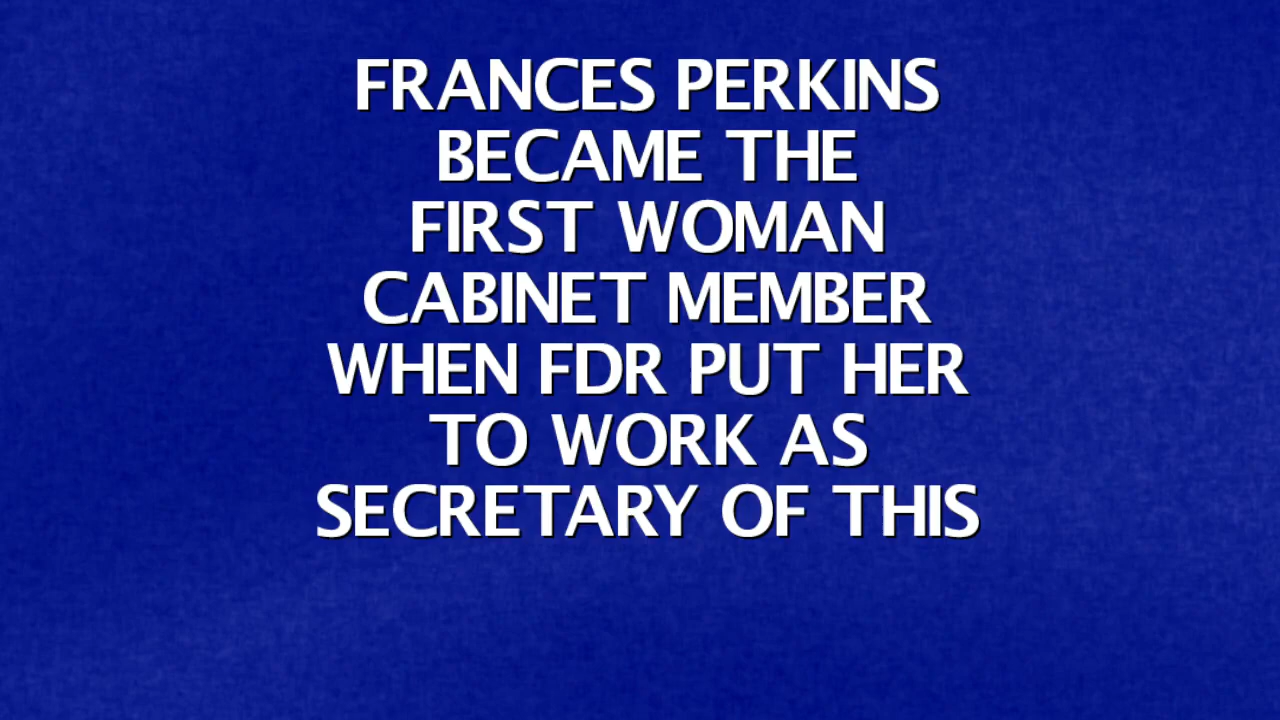 FRANCES PERKINS
BECAME THE
FIRST WOMAN
CABINET MEMBER
WHEN FDR PUT HER
TO WORK AS
SECRETARY OF THIS